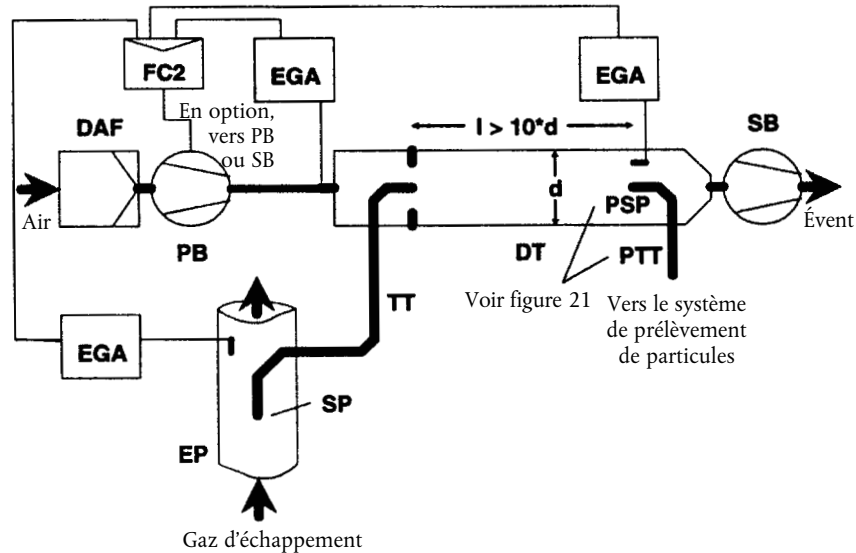 FC2
EGA
EGA
En option,
vers PB
ou SB
l > 10*d
SB
DAF
d
PSP
Air
PB
DT
PTT
Évent
Voir figure 21
Vers le système
de prélèvement
de particules
TT
EGA
SP
EP
Gaz d'échappement